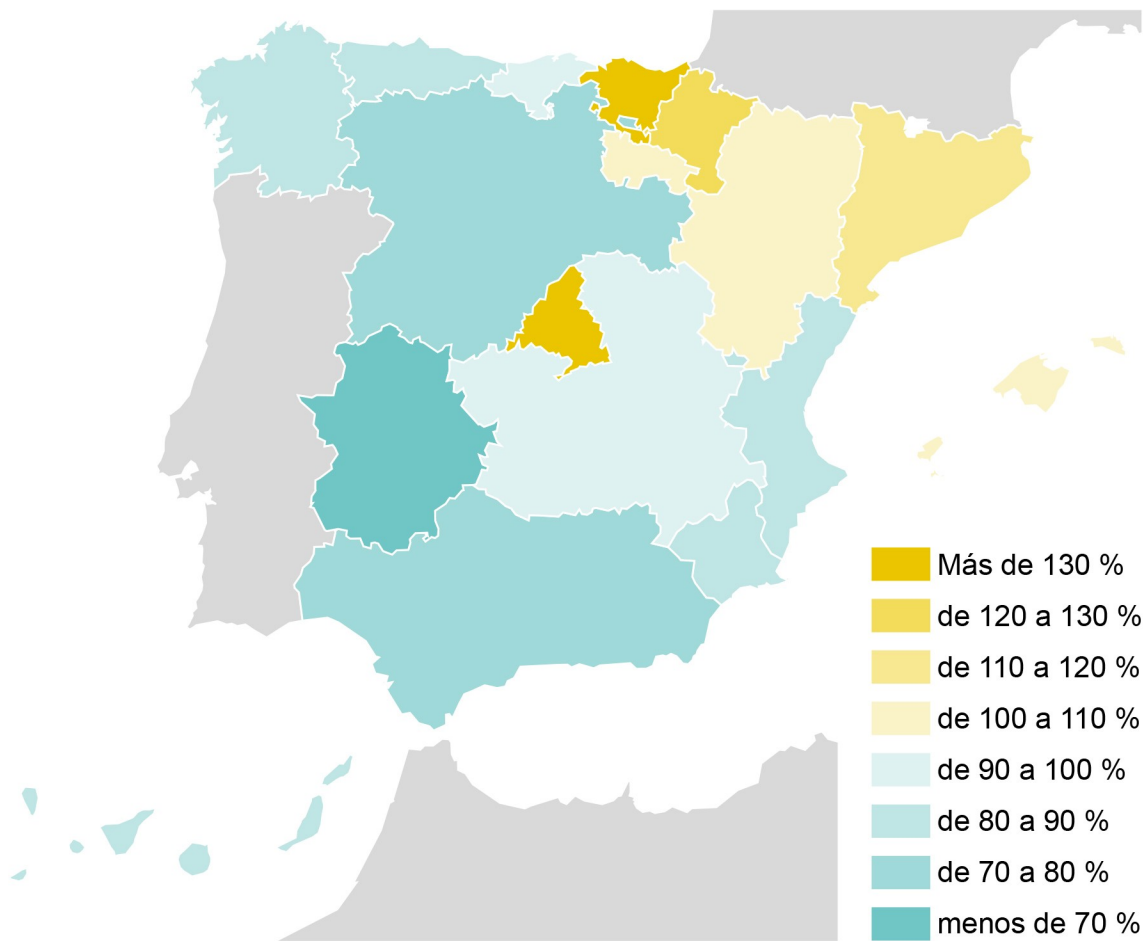 Más de 130 %
de 120 a 130 %
de 110 a 120 %
de 100 a 110 %
de 90 a 100 %
de 80 a 90 %
de 70 a 80 %
menos de 70 %